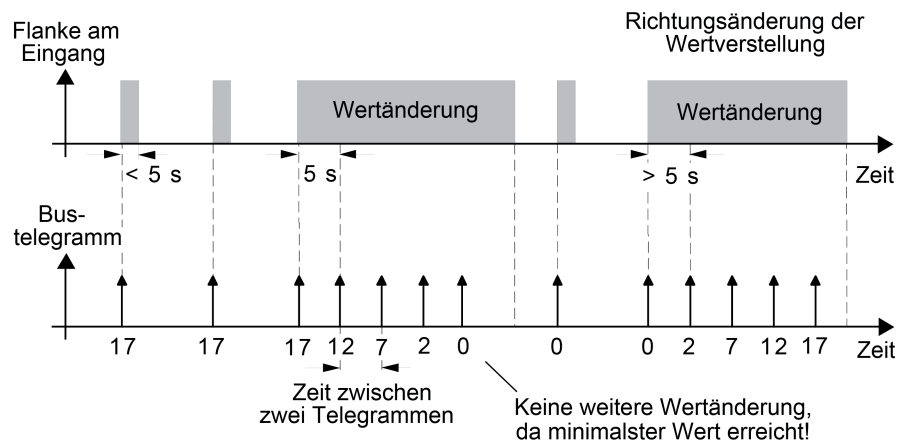 Flanke am
Eingang
Richtungsänderung der
Wertverstellung
Wertänderung
Wertänderung
< 5 s
5 s
> 5 s
Zeit
Bus-
telegramm
17 17 17 12 7 2 0 0 0 2 7 12 17
Zeit
Zeit zwischen
zwei Telegrammen
Keine weitere Wertänderung,
da minimalster Wert erreicht!